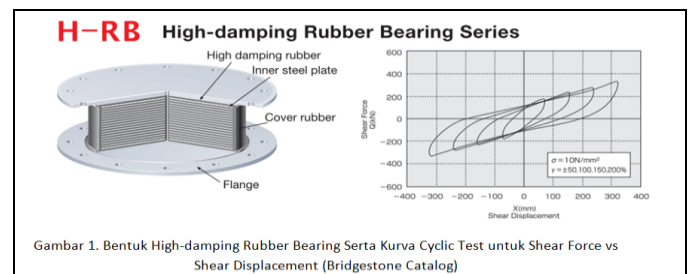 H-RB High-damping Rubber Bearing Series
High damping rubber
Inner steel plate
Cover rubber
Flange
600
400
200
0
-200
-400
-600
Shear Force
Q(kN)
σ=10N/mm²
γ=±50,100,150,200%
-400 -300 -200 -100 0 100 200 300 400
X(mm)
Shear Displacement
Gambar 1. Bentuk High-damping Rubber Bearing Serta Kurva Cyclic Test untuk Shear Force vs
Shear Displacement (Bridgestone Catalog)